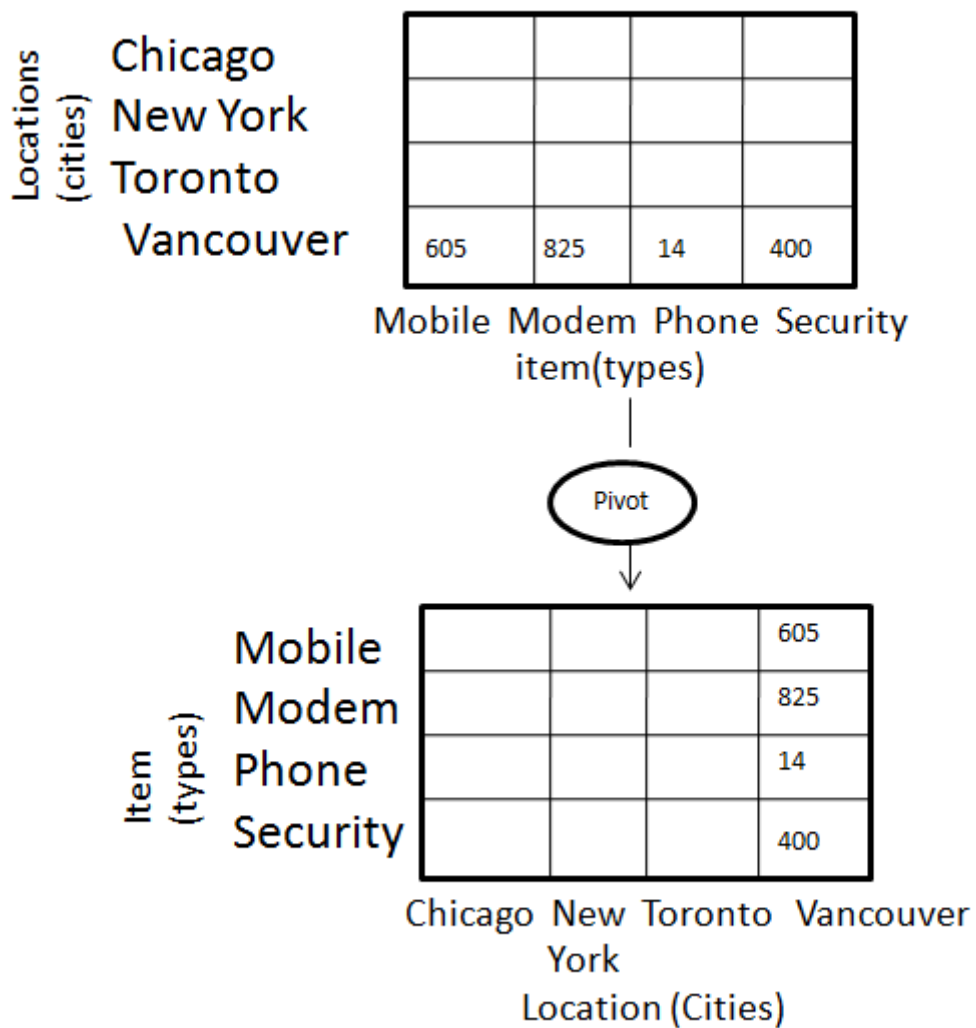 Locations
(cities)
Chicago
New York
Toronto
Vancouver
605 825 14 400
Mobile Modem Phone Security
item(types)
Pivot
Item
(types)
Mobile 605
Modem 825
Phone 14
Security 400
Chicago New Toronto Vancouver
York
Location (Cities)